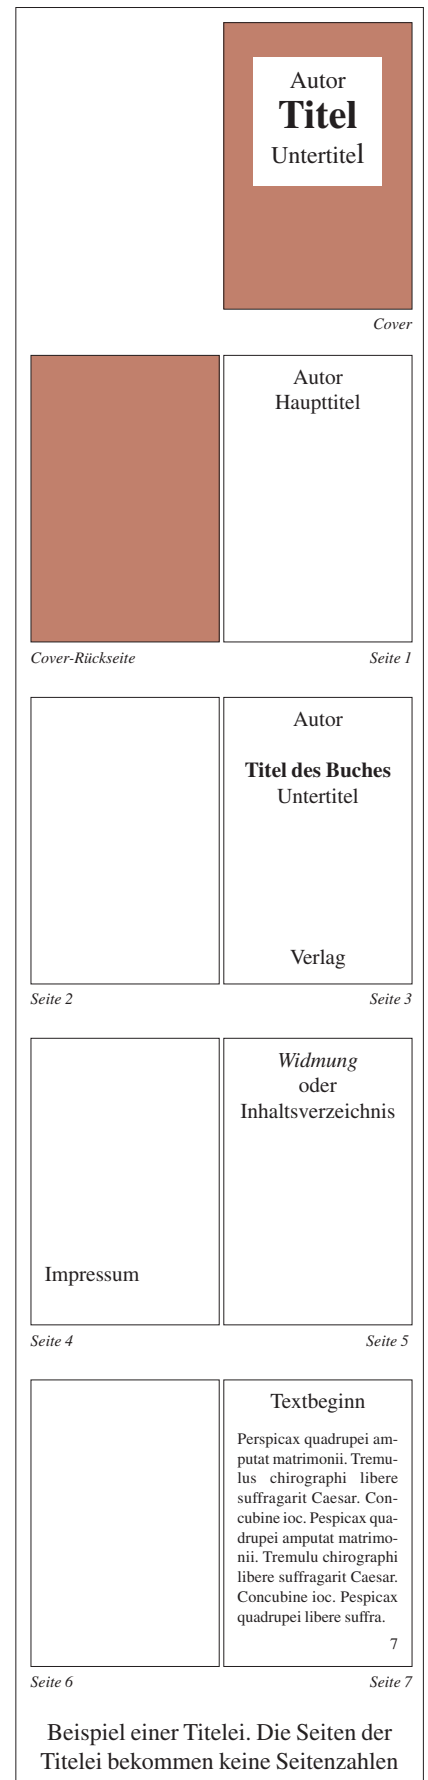 Autor
Titel
Untertitel
Cover
Autor
Haupttitel
Cover-Rückseite
Seite 1
Autor
Titel des Buches
Untertitel
Verlag
Seite 2
Seite 3
Widmung
oder
Inhaltsverzeichnis
Impressum
Seite 4
Seite 5
Textbeginn
Perspicax quadrupei am-
putat matrimonii. Tremu-
lus chirographi libere
suffragarit Caesar. Con-
cubine ioc. Pespicax qua-
drupei amputat matrimo-
nii. Tremulu chirographi
libere suffragarit Caesar.
Concubine ioc. Pespicax
quadrupei libere suffra.
7
Seite 6
Seite 7
Beispiel einer Titelei. Die Seiten der
Titelei bekommen keine Seitenzahlen